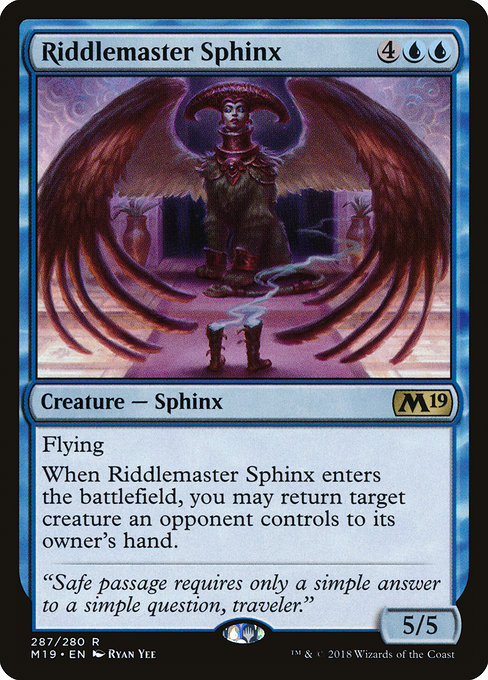 Riddlemaster Sphinx 4
Creature — Sphinx M19
Flying
When Riddlemaster Sphinx enters
the battlefield, you may return target
creature an opponent controls to its
owner's hand.
“Safe passage requires only a simple answer
to a simple question, traveler.”
5/5
287/280 R
M19 • EN Ryan Yee
™ & © 2018 Wizards of the Coast